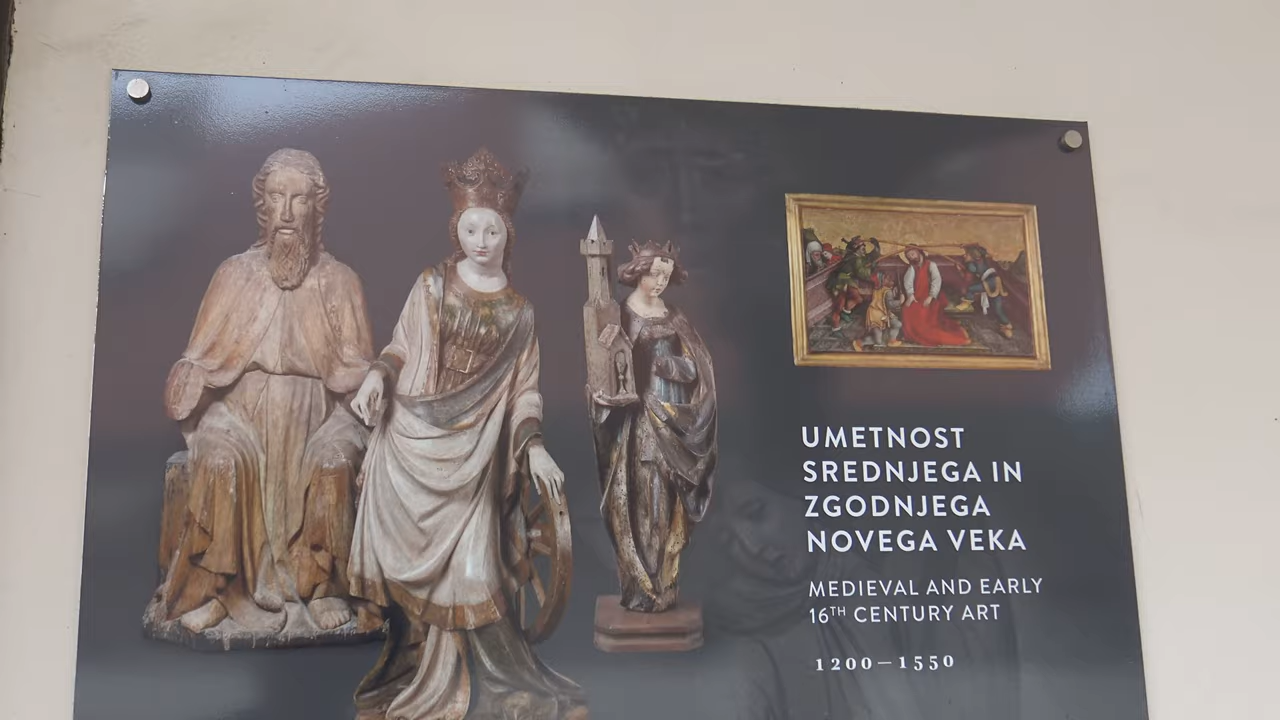 UMETNOST
SREDNJEGA IN
ZGODNJEGA
NOVEGA VEKA
MEDIEVAL AND EARLY
16TH CENTURY ART
1200—1550